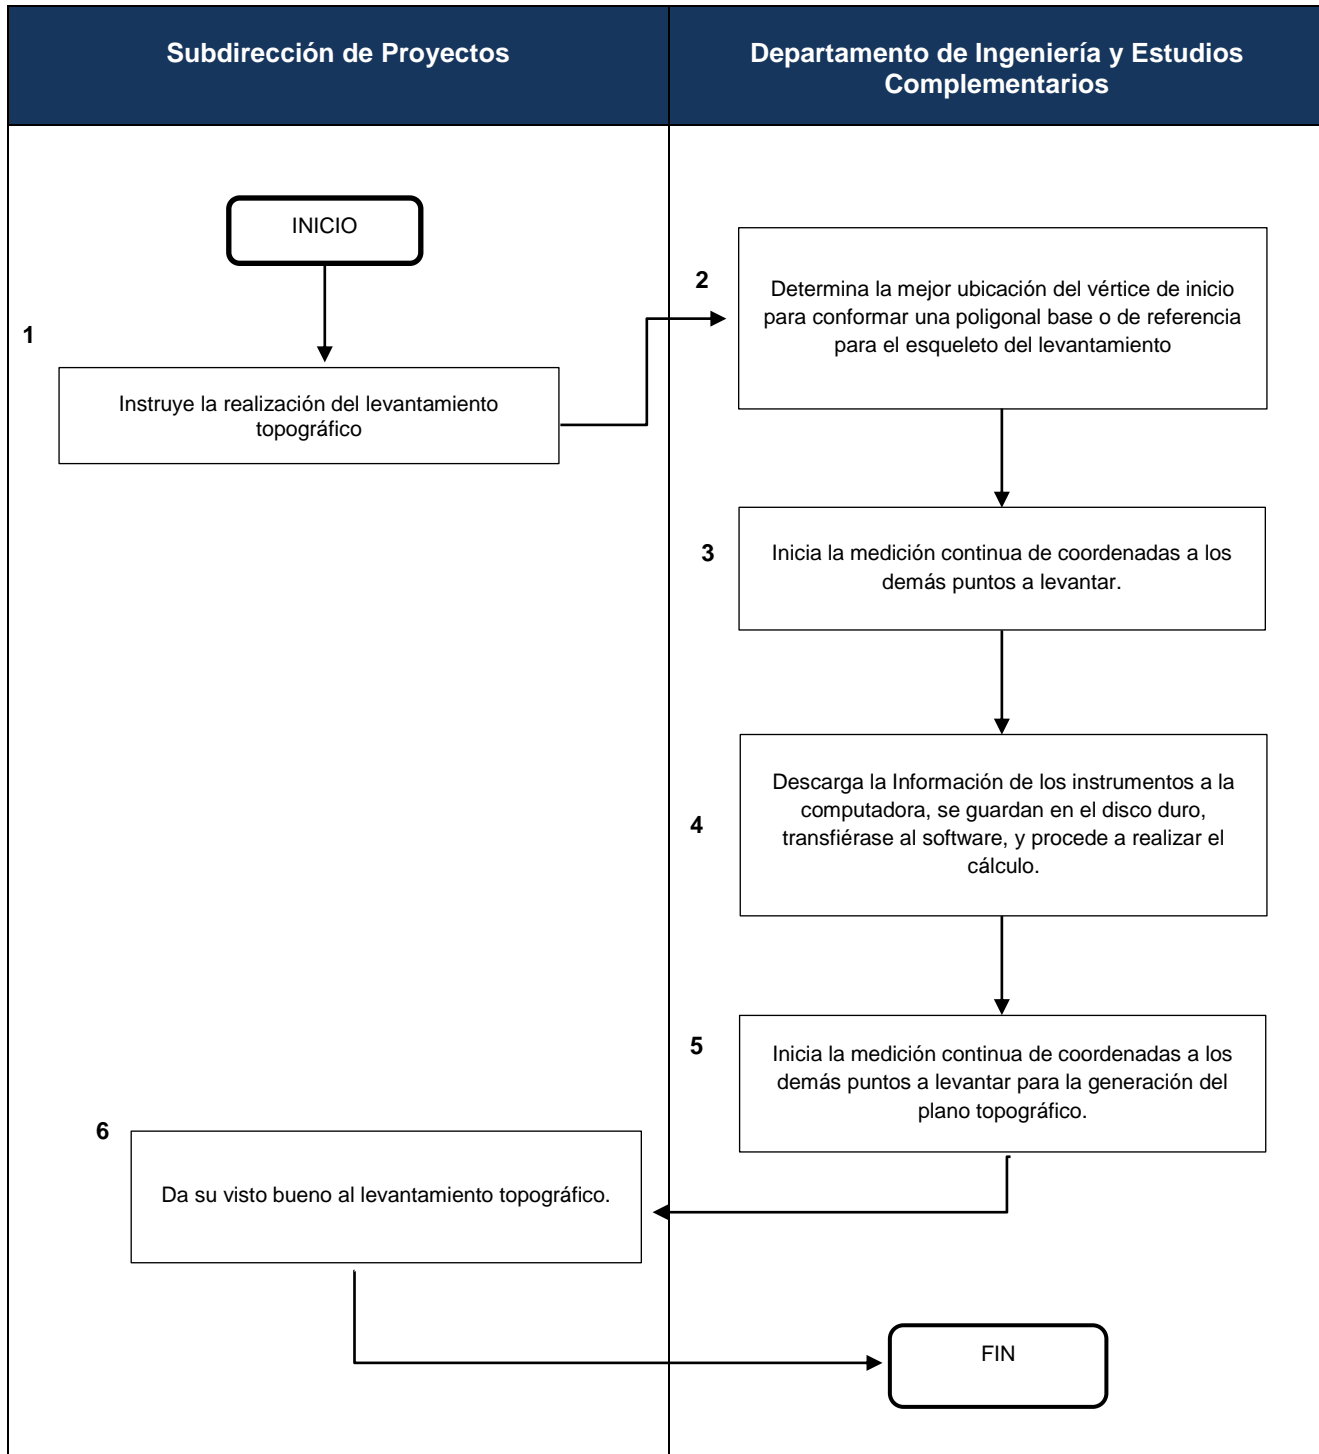 Subdirección de Proyectos
Departamento de Ingeniería y Estudios
Complementarios
INICIO
1
Instruye la realización del levantamiento
topográfico
2
Determina la mejor ubicación del vértice de inicio
para conformar una poligonal base o de referencia
para el esqueleto del levantamiento
3
Inicia la medición continua de coordenadas a los
demás puntos a levantar.
4
Descarga la Información de los instrumentos a la
computadora, se guardan en el disco duro,
transfiérase al software, y procede a realizar el
cálculo.
5
Inicia la medición continua de coordenadas a los
demás puntos a levantar para la generación del
plano topográfico.
6
Da su visto bueno al levantamiento topográfico.
FIN